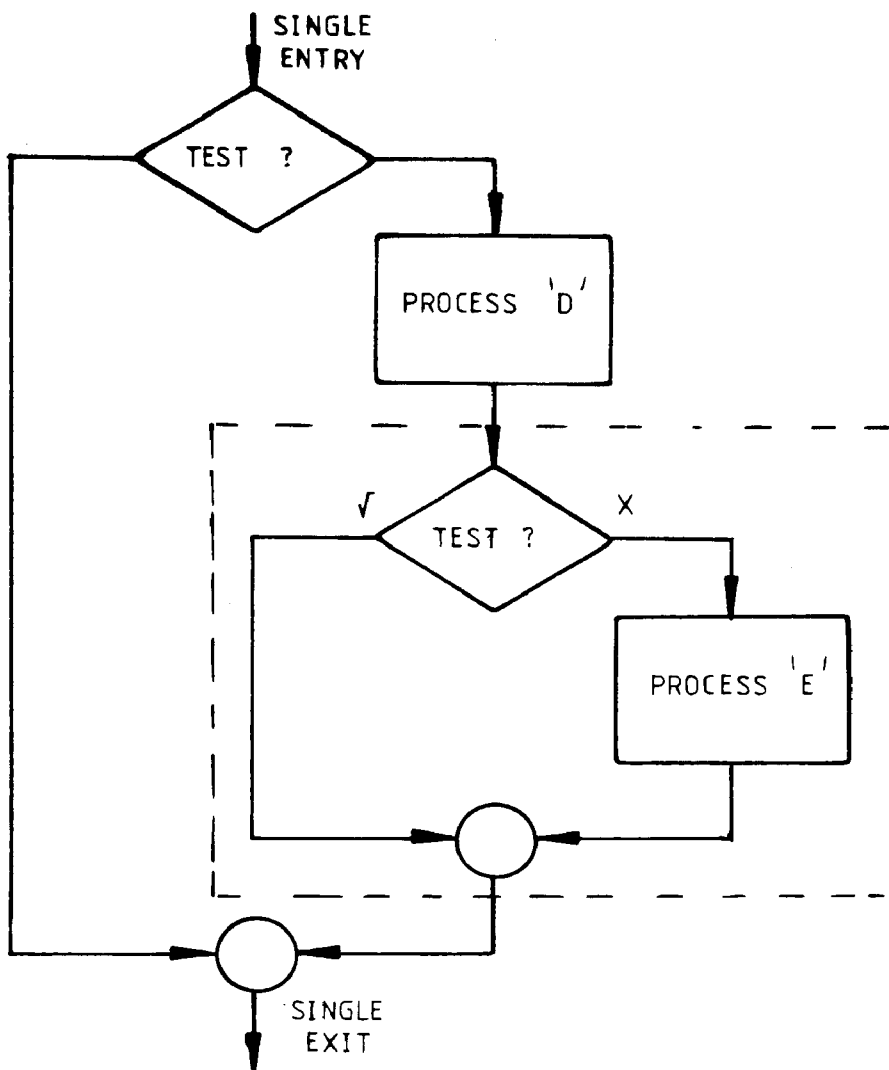 SINGLE
ENTRY
TEST ?
PROCESS 'D'
√ X
TEST ?
PROCESS 'E'
SINGLE
EXIT